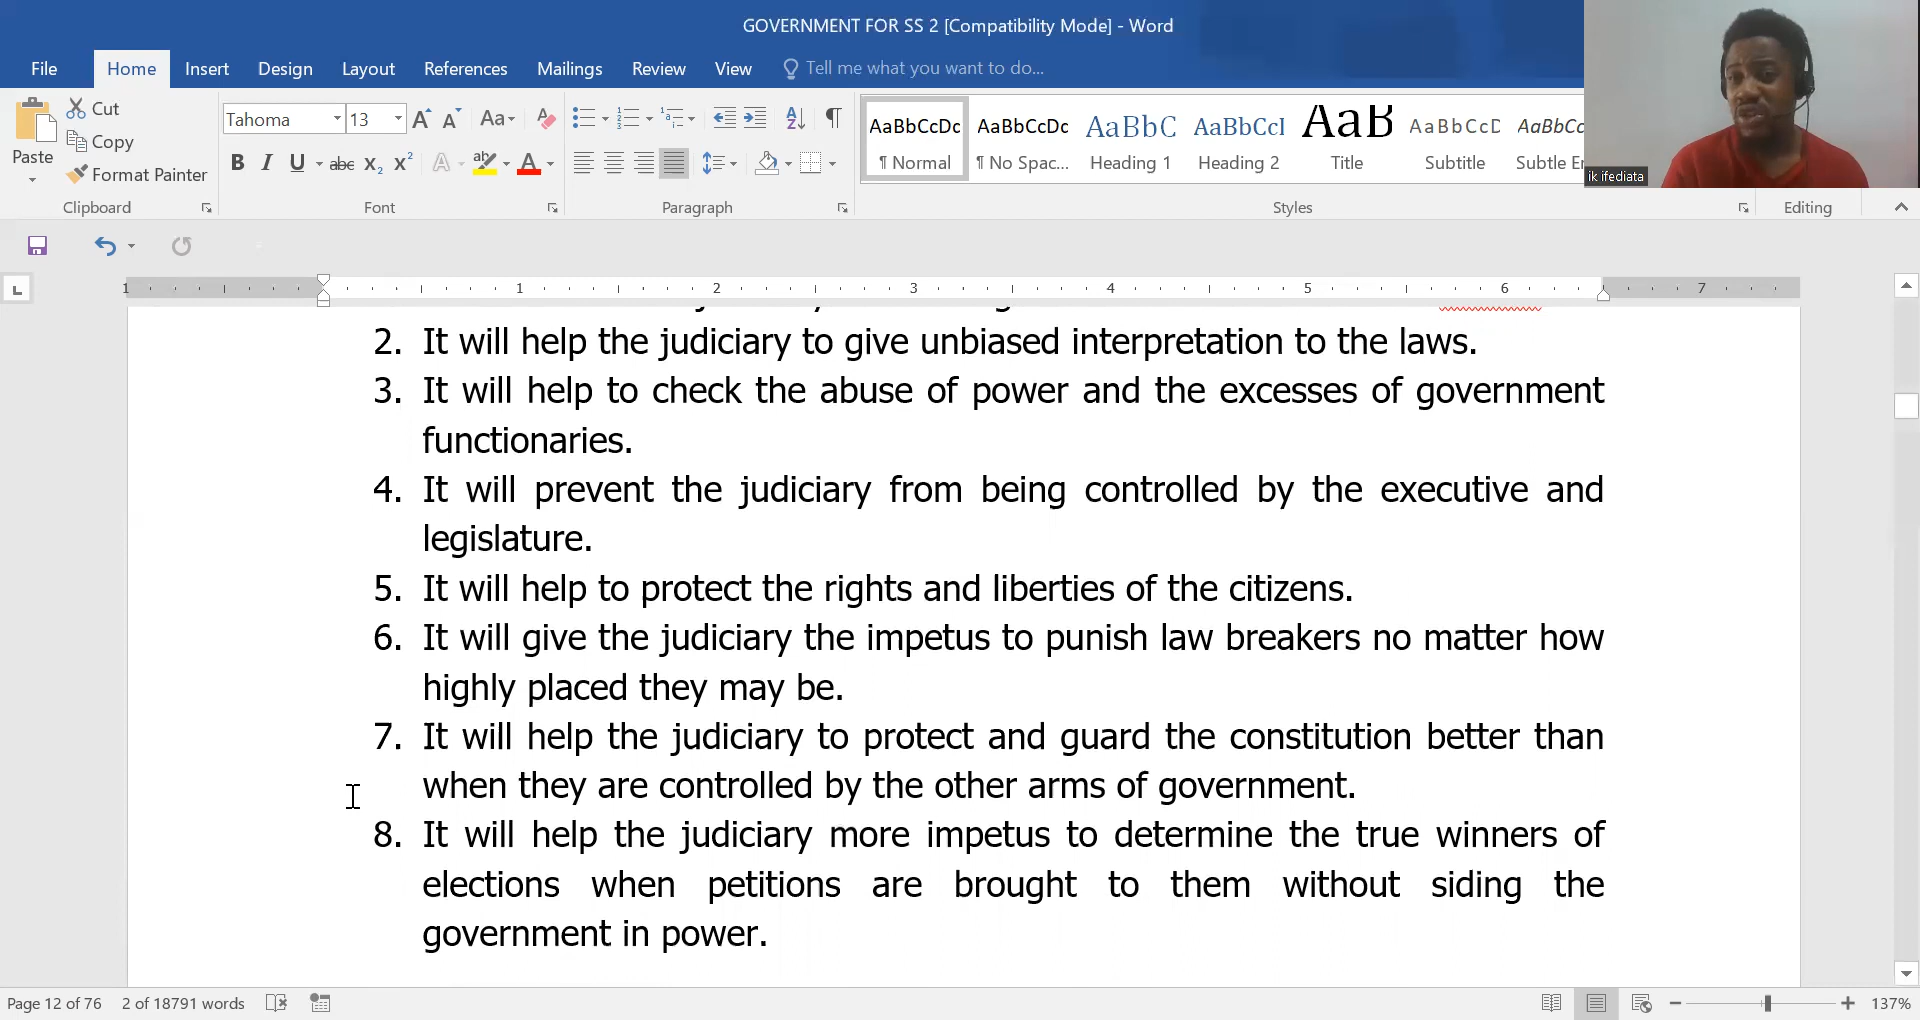 GOVERNMENT FOR SS 2 [Compatibility Mode] - Word
File Home Insert Design Layout References Mailings Review View Tell me what you want to do...
Cut
Copy
Paste
Format Painter
Tahoma 13
AaBbCcDc AaBbCcDc AaBbC AaBbCcI AaB AaBbCcD AaBbCc
¶ Normal ¶ No Spac... Heading 1 Heading 2 Title Subtitle Subtle
ik ifediata
Clipboard Font Paragraph Styles Editing
1 1 2 3 4 5 6 7
2. It will help the judiciary to give unbiased interpretation to the laws.
3. It will help to check the abuse of power and the excesses of government
functionaries.
4. It will prevent the judiciary from being controlled by the executive and
legislature.
5. It will help to protect the rights and liberties of the citizens.
6. It will give the judiciary the impetus to punish law breakers no matter how
highly placed they may be.
7. It will help the judiciary to protect and guard the constitution better than
when they are controlled by the other arms of government.
8. It will help the judiciary more impetus to determine the true winners of
elections when petitions are brought to them without siding the
government in power.
Page 12 of 76 2 of 18791 words 137%